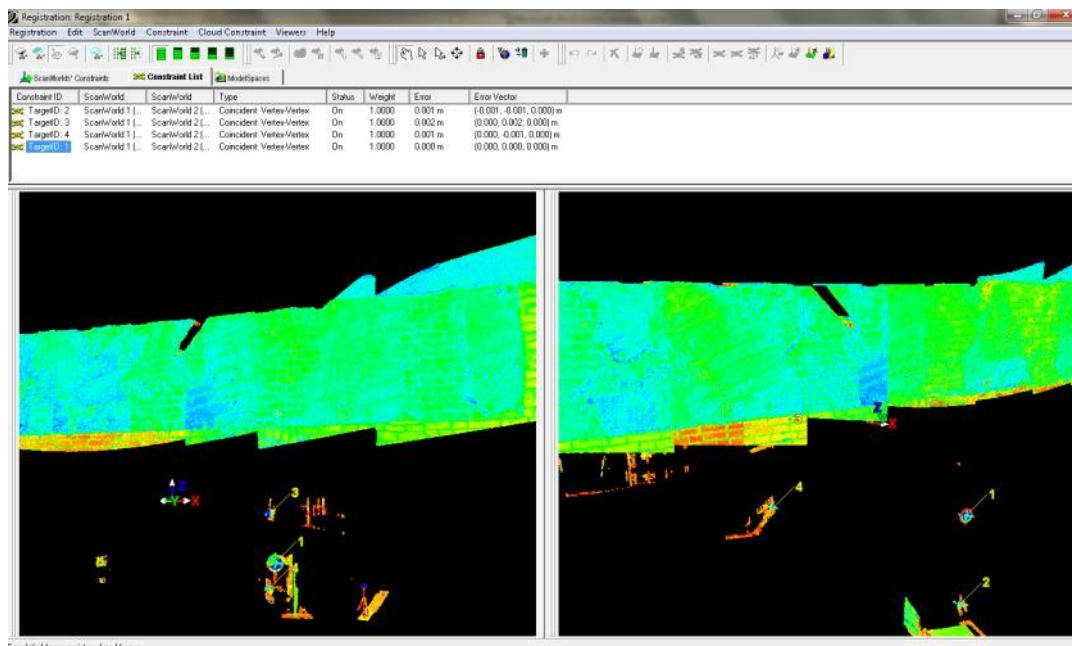 Registration: Registration 1
Registration Edit ScanWorld Constraint Cloud Constraint Viewers Help
ScanWorlds' Constraints Constraint List ModelSpaces
Constraint ID ScanWorld ScanWorld Type Status Weight Error Error Vector
TargetID: 2 ScanWorld 1 (... ScanWorld 2 (... Coincident: Vertex-Vertex On 1.0000 0.001 m (-0.001, -0.001, 0.000) m
TargetID: 3 ScanWorld 1 (... ScanWorld 2 (... Coincident: Vertex-Vertex On 1.0000 0.002 m (0.000, 0.002, 0.000) m
TargetID: 4 ScanWorld 1 (... ScanWorld 2 (... Coincident: Vertex-Vertex On 1.0000 0.001 m (0.000, -0.001, 0.000) m
TargetID: 1 ScanWorld 1 (... ScanWorld 2 (... Coincident: Vertex-Vertex On 1.0000 0.000 m (0.000, 0.000, 0.000) m
Z
X
Z
Y X
3
4
1
1
4
2